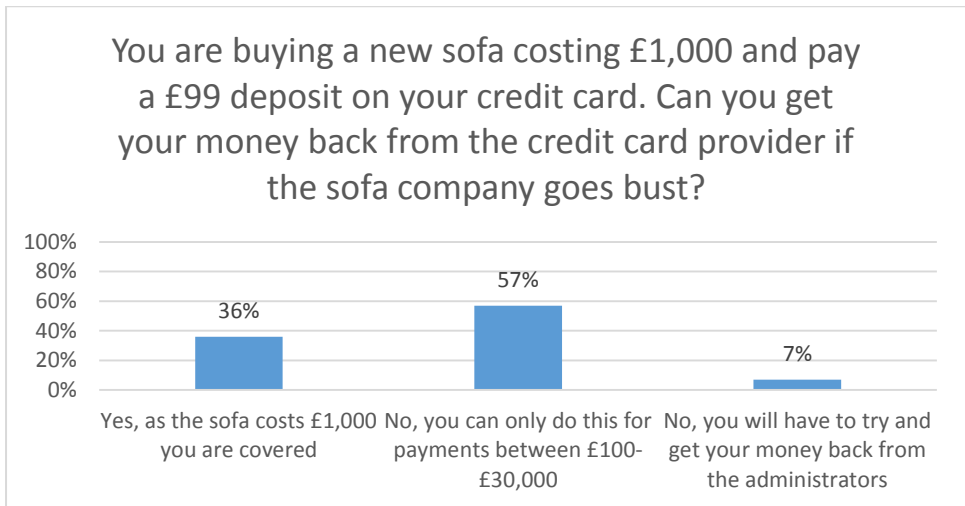 You are buying a new sofa costing £1,000 and pay
a £99 deposit on your credit card. Can you get
your money back from the credit card provider if
the sofa company goes bust?
100%
80%
60%
40%
20%
0%
36%
57%
7%
Yes, as the sofa costs £1,000
you are covered
No, you can only do this for
payments between £100-
£30,000
No, you will have to try and
get your money back from
the administrators